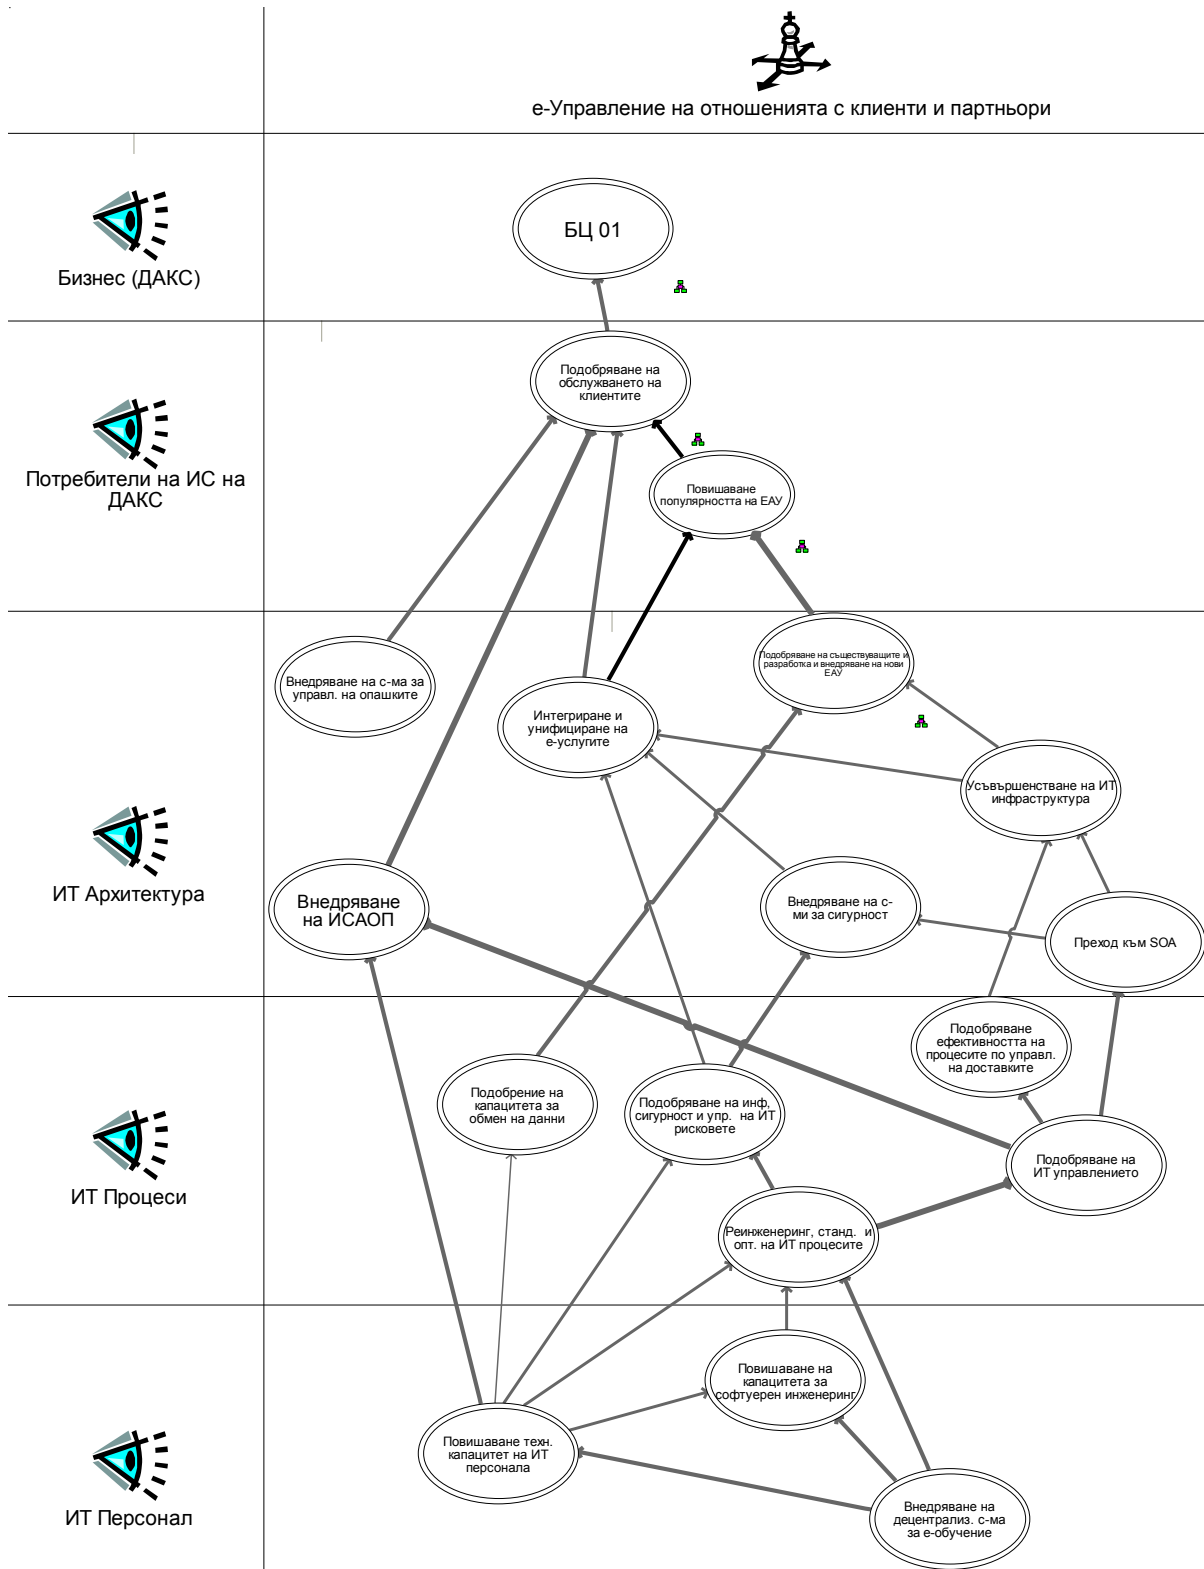 е-Управление на отношенията с клиенти и партньори
Бизнес (ДАКС)
БЦ 01
Потребители на ИС на
ДАКС
Подобряване на
обслужването на
клиентите
Повишаване
популярността на ЕАУ
ИТ Архитектура
Внедряване на с-ма за
управл. на опашките
Интегриране и
унифициране на
е-услугите
Подобряване на съществуващите и
разработка и внедряване на нови
ЕАУ
Усъвършенстване на ИТ
инфраструктура
Внедряване
на ИСАОП
Внедряване на с-
ми за сигурност
Преход към SOA
ИТ Процеси
Подобряване
ефективността на
процесите по управл.
на доставките
Подобрение на
капацитета за
обмен на данни
Подобряване на инф,
сигурност и упр. на ИТ
рисковете
Подобряване на
ИТ управлението
Реинженеринг, станд. и
опт. на ИТ процесите
ИТ Персонал
Повишаване на
капацитета за
софтуерен инженеринг
Повишаване техн.
капацитет на ИТ
персонала
Внедряване на
децентрализ. с-ма
за е-обучение